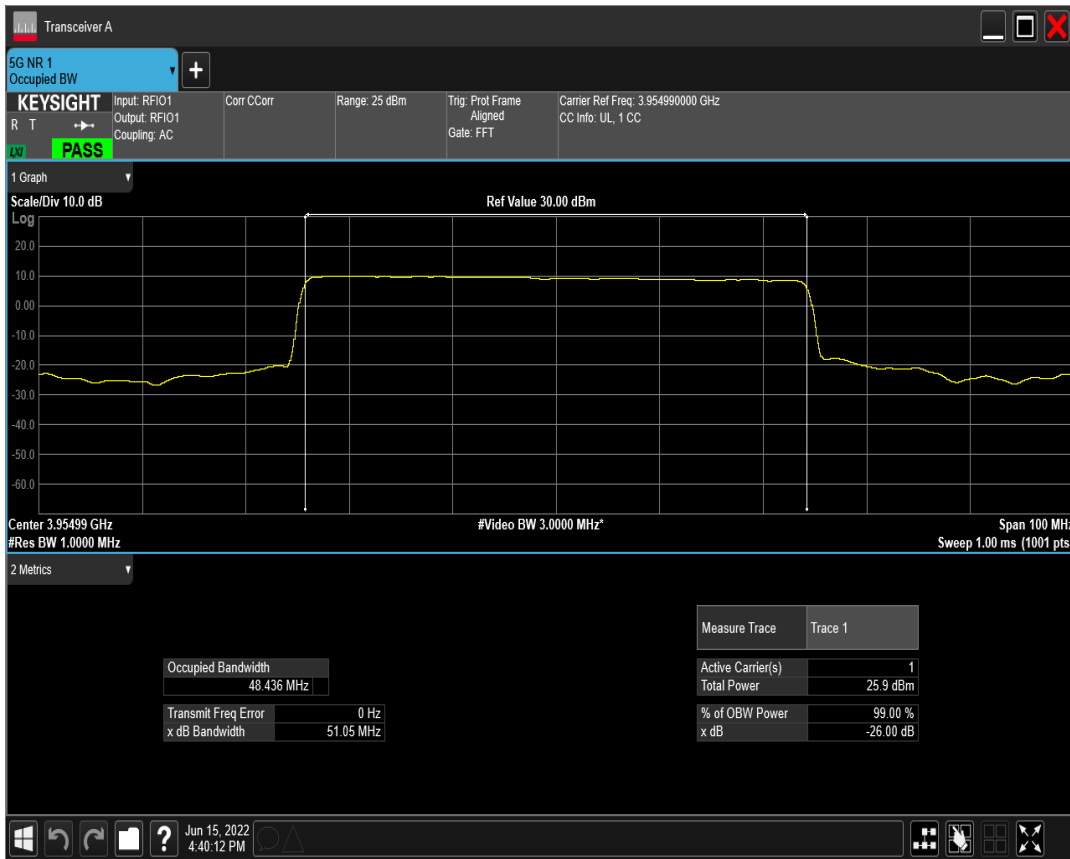 Transceiver A
5G NR 1
Occupied BW
+
KEYSIGHT
R T
LXI
PASS
Input: RFIO1
Output: RFIO1
Coupling: AC
Corr CCorr
Range: 25 dBm
Trig: Prot Frame
Aligned
Gate: FFT
Carrier Ref Freq: 3.954990000 GHz
CC Info: UL, 1 CC
1 Graph
Scale/Div 10.0 dB
Ref Value 30.00 dBm
Log
20.0
10.0
0.00
-10.0
-20.0
-30.0
-40.0
-50.0
-60.0
Center 3.95499 GHz
#Video BW 3.0000 MHz*
Span 100 MHz
#Res BW 1.0000 MHz
Sweep 1.00 ms (1001 pts
2 Metrics
Measure Trace Trace 1
Occupied Bandwidth
48.436 MHz
Active Carrier(s) 1
Total Power 25.9 dBm
Transmit Freq Error 0 Hz
x dB Bandwidth 51.05 MHz
% of OBW Power 99.00 %
x dB -26.00 dB
?
Jun 15, 2022
4:40:12 PM